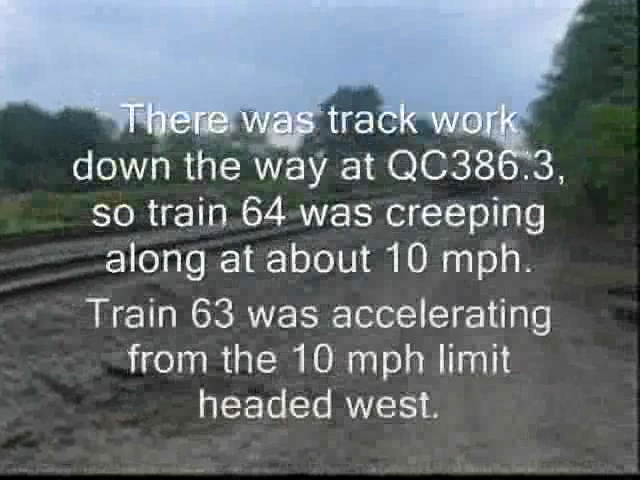 There was track work
down the way at QC386.3,
so train 64 was creeping
along at about 10 mph.
Train 63 was accelerating
from the 10 mph limit
headed west.